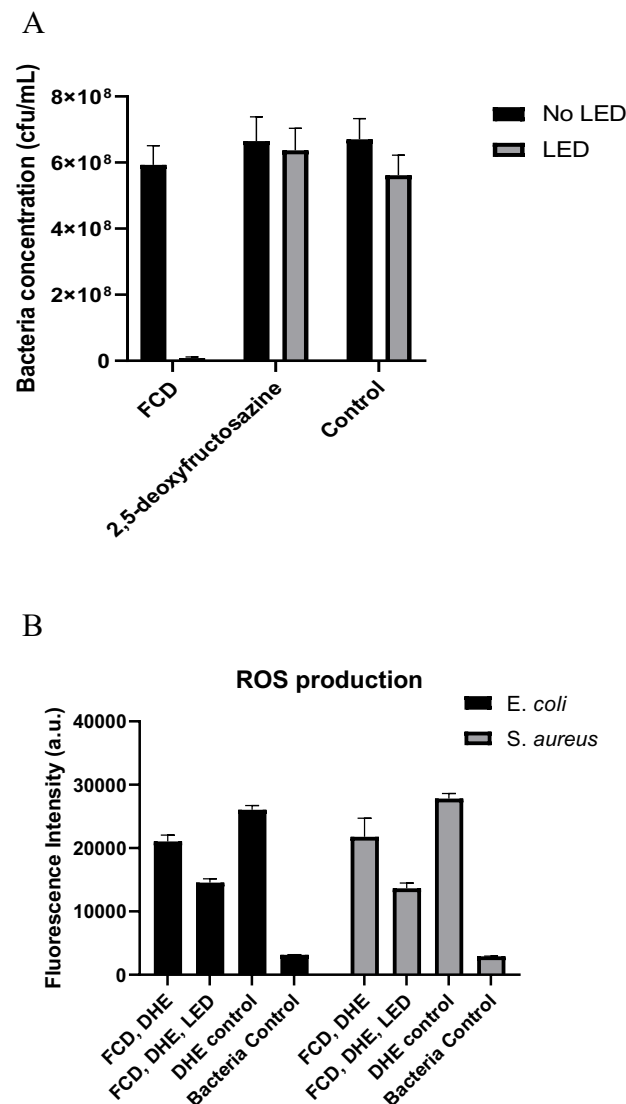 A
Bacteria concentration (cfu/mL)
8×10⁸
6×10⁸
4×10⁸
2×10⁸
0
No LED
LED
FCD
2,5-deoxyfructosazine
Control
B
ROS production
E. coli
S. aureus
Fluorescence Intensity (a.u.)
40000
30000
20000
10000
0
FCD, DHE
FCD, DHE, LED
DHE control
Bacteria Control
FCD, DHE
FCD, DHE, LED
DHE control
Bacteria Control